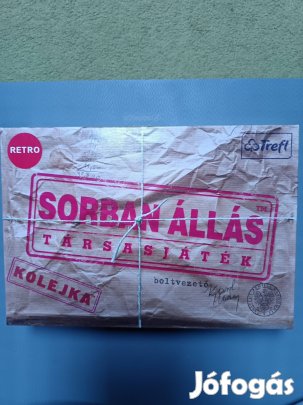 RETRO
Trefl
SORBAN ÁLLÁS™
TÁRSASJÁTÉK
KOLEJKA
boltvezető
Jófogás